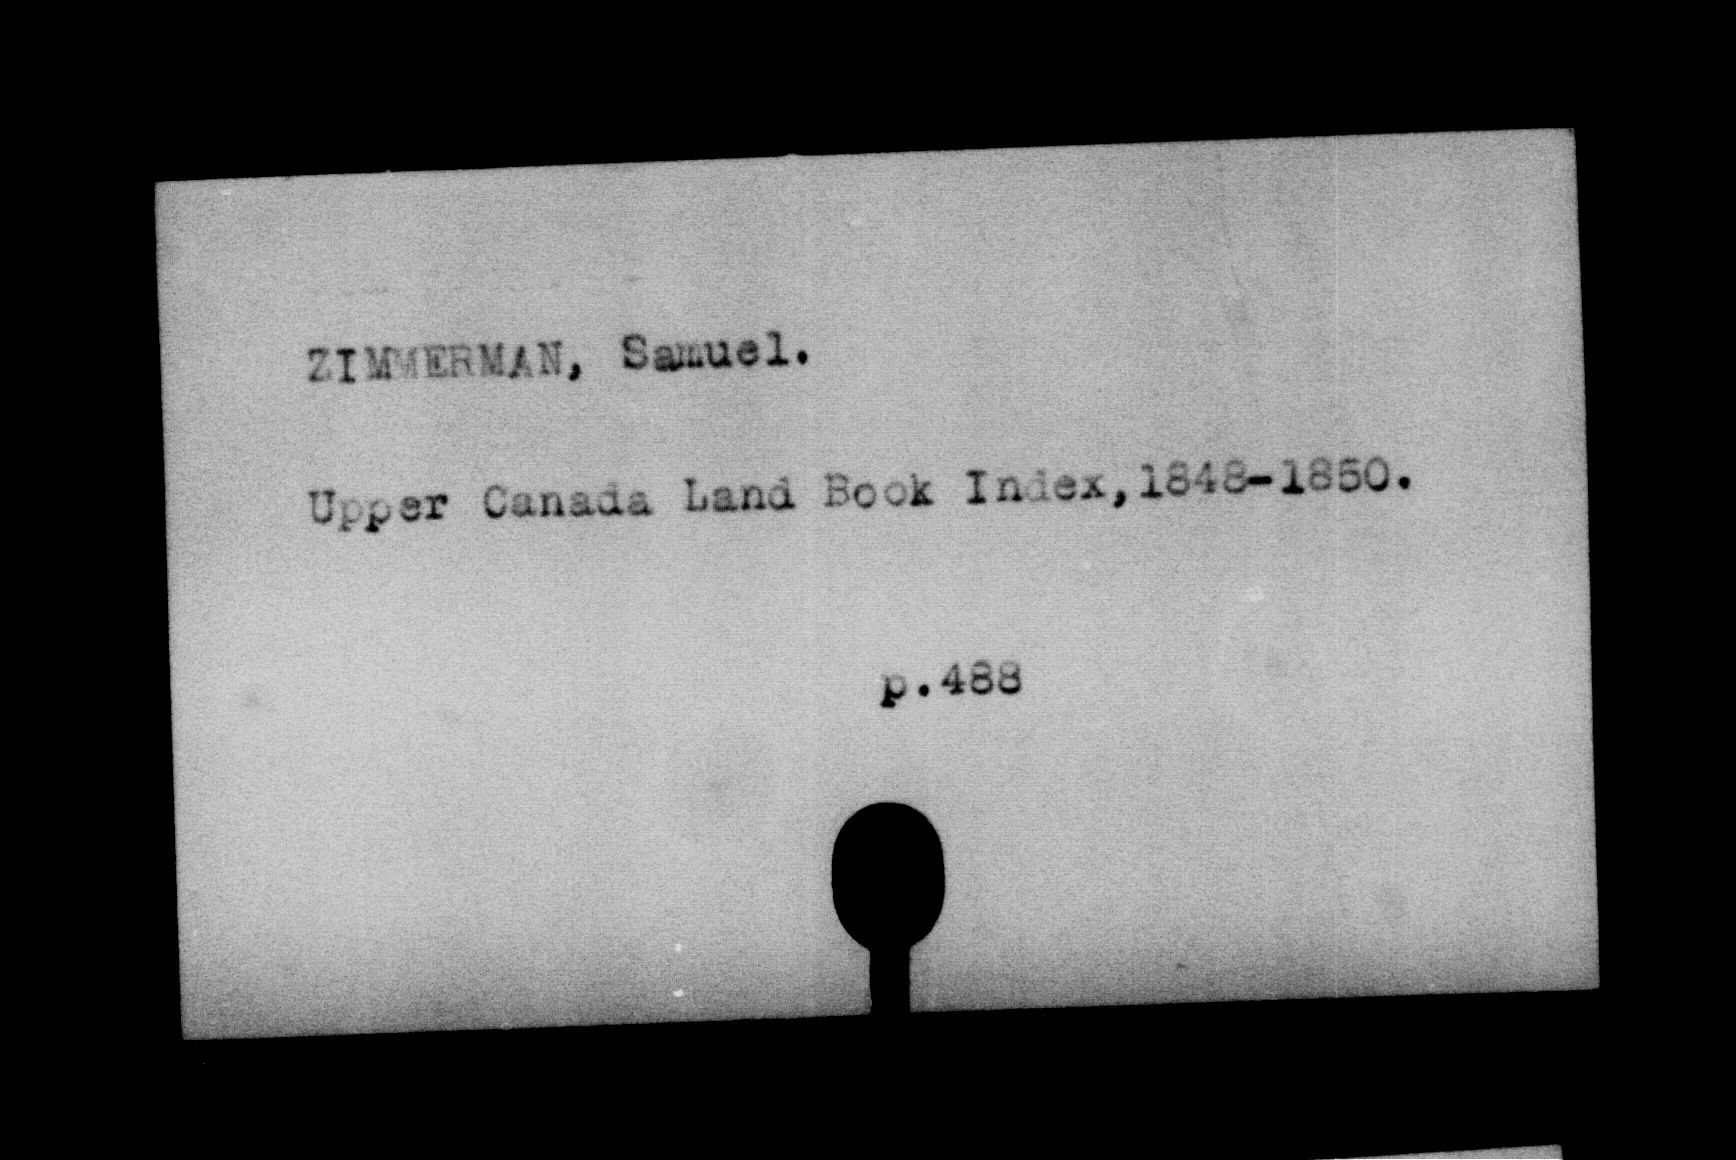 ZIMMERMAN, Samuel.
Upper Canada Land Book Index,1848-1850.
p.488